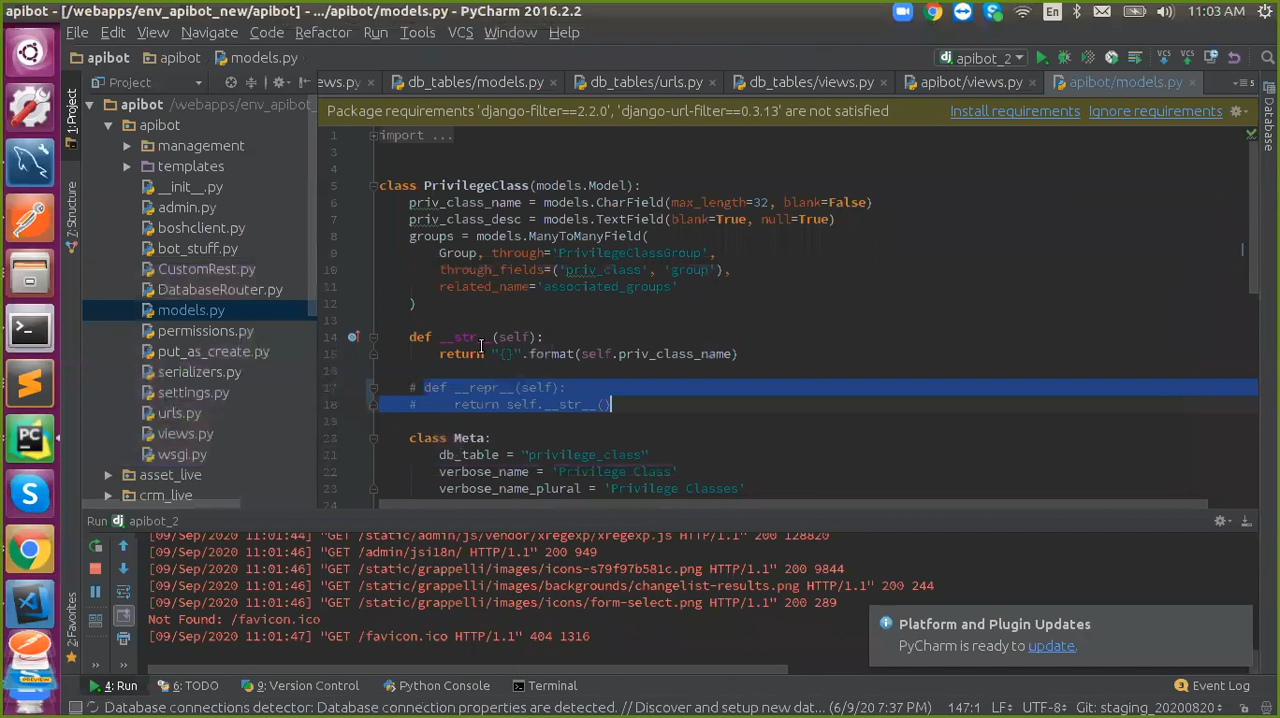 apibot - [/webapps/env_apibot_new/apibot] - .../apibot/models.py - PyCharm 2016.2.2
En
11:03 AM
File Edit View Navigate Code Refactor Run Tools VCS Window Help
apibot apibot models.py
apibot_2
VCS VCS
Project
ews.py db_tables/models.py db_tables/urls.py db_tables/views.py apibot/views.py apibot/models.py
Package requirements 'django-filter==2.2.0', 'django-url-filter==0.3.13' are not satisfied
Install requirements Ignore requirements
1: Project
7: Structure
2: Favorites
Database
apibot /webapps/env_apibot_
apibot
management
templates
__init__.py
admin.py
boshclient.py
bot_stuff.py
CustomRest.py
DatabaseRouter.py
models.py
permissions.py
put_as_create.py
serializers.py
settings.py
urls.py
views.py
wsgi.py
asset_live
crm_live
1 import ...
3
4
5 class PrivilegeClass(models.Model):
6 priv_class_name = models.CharField(max_length=32, blank=False)
7 priv_class_desc = models.TextField(blank=True, null=True)
8 groups = models.ManyToManyField(
9 Group, through='PrivilegeClassGroup',
10 through_fields=('priv_class', 'group'),
11 related_name='associated_groups'
12 )
13
14 def __str__(self):
15 return "{}".format(self.priv_class_name)
16
17 # def __repr__(self):
18 # return self.__str__()
19
class Meta:
21 db_table = "privilege_class"
22 verbose_name = 'Privilege Class'
23 verbose_name_plural = 'Privilege Classes'
24
Run apibot_2
[09/Sep/2020 11:01:44] "GET /static/admin/js/vendor/xregexp/xregexp.js HTTP/1.1" 200 128820
[09/Sep/2020 11:01:46] "GET /admin/jsi18n/ HTTP/1.1" 200 949
[09/Sep/2020 11:01:46] "GET /static/grappelli/images/icons-s79f97b581c.png HTTP/1.1" 200 9844
[09/Sep/2020 11:01:46] "GET /static/grappelli/images/backgrounds/changelist-results.png HTTP/1.1" 200 244
[09/Sep/2020 11:01:46] "GET /static/grappelli/images/icons/form-select.png HTTP/1.1" 200 289
Not Found: /favicon.ico
[09/Sep/2020 11:01:47] "GET /favicon.ico HTTP/1.1" 404 1316
Platform and Plugin Updates
PyCharm is ready to update.
4: Run 6: TODO 9: Version Control Python Console Terminal Event Log
Database connections detector: Database connection properties are detected. // Discover and setup new dat... (6/9/20 7:37 PM) 147:1 LF÷ UTF-8÷ Git: staging_20200820÷